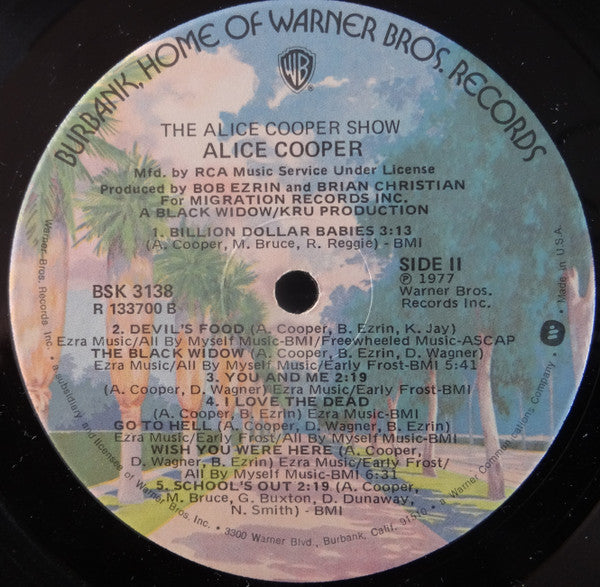 BURBANK, HOME OF WARNER BROS. RECORDS
WB
THE ALICE COOPER SHOW
ALICE COOPER
Mfd. by RCA Music Service Under License
Produced by BOB EZRIN and BRIAN CHRISTIAN
For MIGRATION RECORDS INC.
A BLACK WIDOW/KRU PRODUCTION
1. BILLION DOLLAR BABIES 3:13
(A. Cooper, M. Bruce, R. Reggie) - BMI
BSK 3138
R 133700 B
SIDE II
℗ 1977
Warner Bros.
Records Inc.
2. DEVIL'S FOOD (A. Cooper, B. Ezrin, K. Jay)
Ezra Music/All By Myself Music-BMI/Freewheeled Music-ASCAP
THE BLACK WIDOW (A. Cooper, B. Ezrin, D. Wagner)
Ezra Music/All By Myself Music/Early Frost-BMI 5:41
3. YOU AND ME 2:19
(A. Cooper, D. Wagner) Ezra Music/Early Frost-BMI
4. I LOVE THE DEAD
(A. Cooper, B. Ezrin) Ezra Music-BMI
GO TO HELL (A. Cooper, D. Wagner, B. Ezrin)
Ezra Music/Early Frost/All By Myself Music-BMI
WISH YOU WERE HERE (A. Cooper,
D. Wagner, B. Ezrin) Ezra Music/Early Frost/
All By Myself Music-BMI 6:31
5. SCHOOL'S OUT 2:19 (A. Cooper,
M. Bruce, G. Buxton, D. Dunaway,
N. Smith) - BMI
Warner Bros. Records Inc. • a subsidiary and licensee of Warner Bros. Inc. • 3300 Warner Blvd., Burbank, Calif. 91510 • a Warner Communications Company • Made in U.S.A.